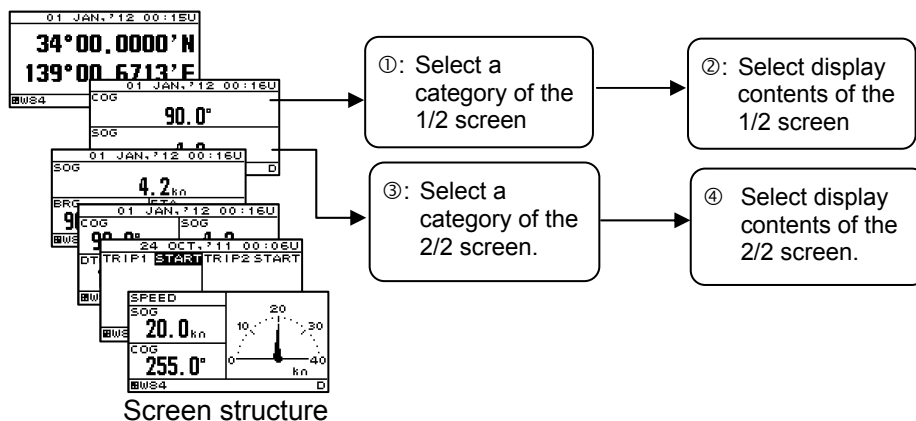 01 JAN,'12 00:15U
34°00.0000'N
139°00.6713'E
W84
01 JAN,'12 00:16U
COG
90.0°
SOG
D
01 JAN,'12 00:16U
SOG
4.2kn
BRG
01 JAN,'12 00:16U
COG
SOG
24 OCT,'11 00:06U
TRIP1 START TRIP2 START
SPEED
SOG
20.0kn
COG
255.0°
0 10 20 30 40
kn
W84
D
Screen structure
①: Select a
category of the
1/2 screen
②: Select display
contents of the
1/2 screen
③: Select a
category of the
2/2 screen.
④ Select display
contents of the
2/2 screen.